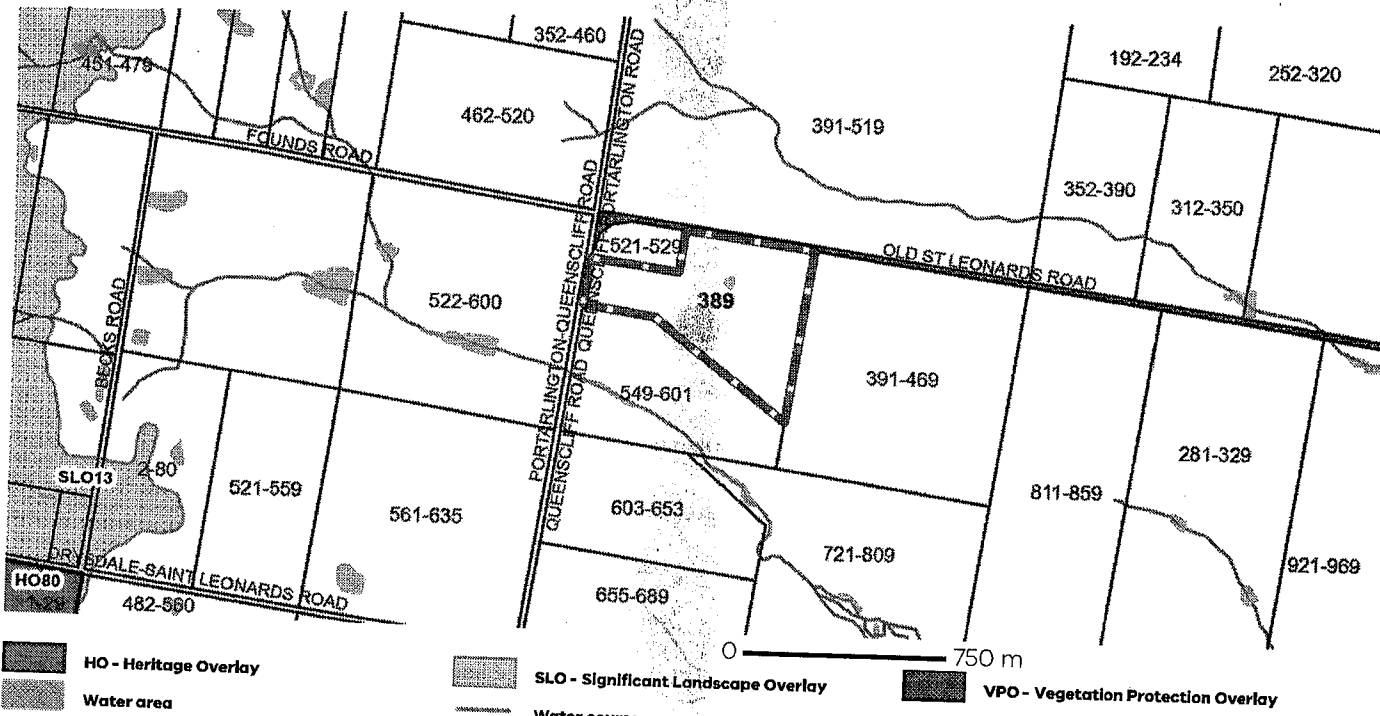 352-460
192-234
252-320
451-479
462-520
391-519
FOUNDS ROAD
PORTARLINGTON ROAD
352-390
312-350
521-529
OLD ST LEONARDS ROAD
389
522-600
BECKS ROAD
PORTARLINGTON-QUEENSCLIFF ROAD
QUEENSCLIFF ROAD
391-469
549-601
281-329
SLO13
2-80
521-559
561-635
603-653
811-859
721-809
921-969
DRYSDALE-SAINT LEONARDS ROAD
HO80
1-29
482-560
655-689
0
750 m
HO - Heritage Overlay
SLO - Significant Landscape Overlay
VPO - Vegetation Protection Overlay
Water area